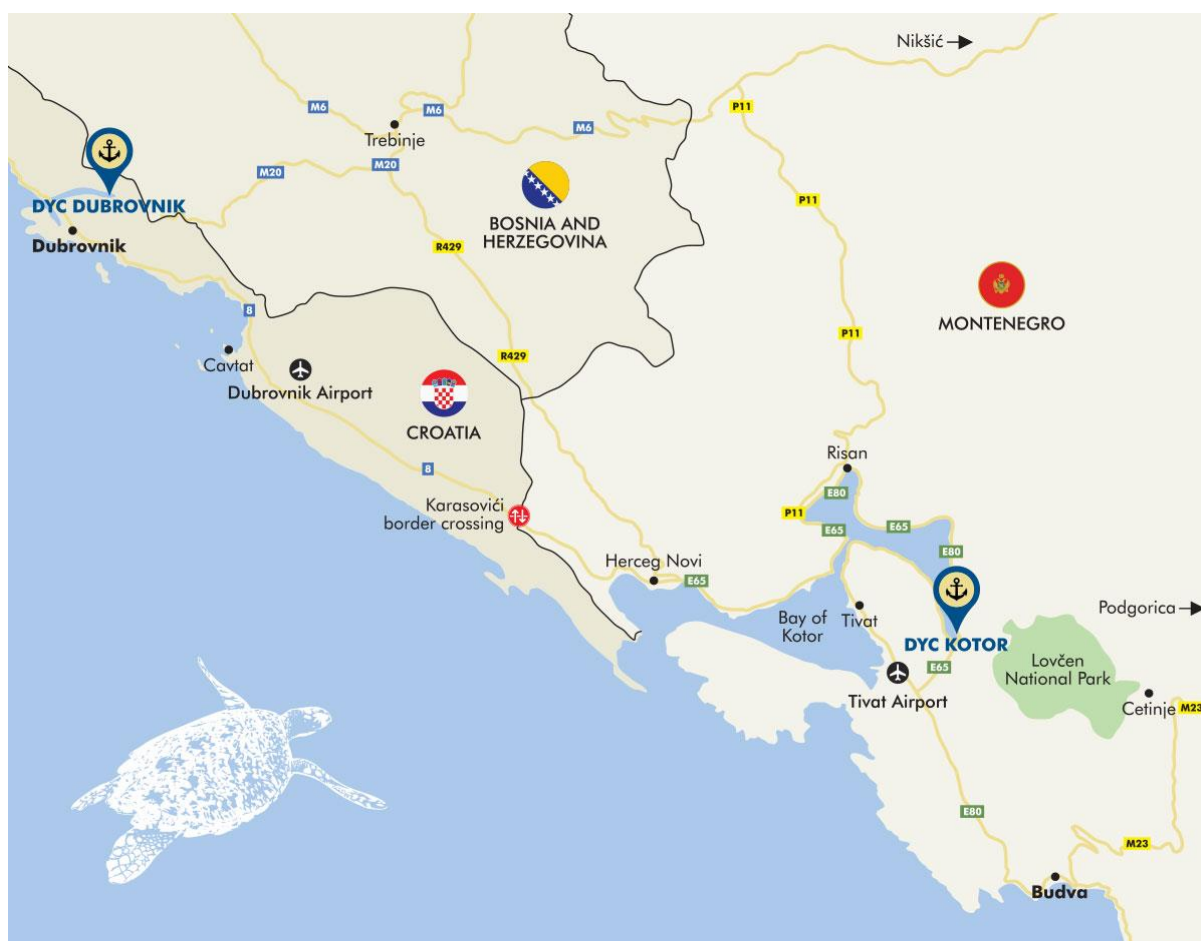 Nikšić
M6
M6
P11
Trebinje
M6
M20
M20
DYC DUBROVNIK
Dubrovnik
BOSNIA AND
HERZEGOVINA
P11
R429
8
MONTENEGRO
P11
R429
Cavtat
Dubrovnik Airport
CROATIA
8
Risan
E80
Karasovići
border crossing
P11
E65
E65
E80
Herceg Novi
E65
Bay of
Kotor
Tivat
DYC KOTOR
Podgorica
E65
Lovčen
National Park
Tivat Airport
Cetinje
M23
E80
M23
Budva